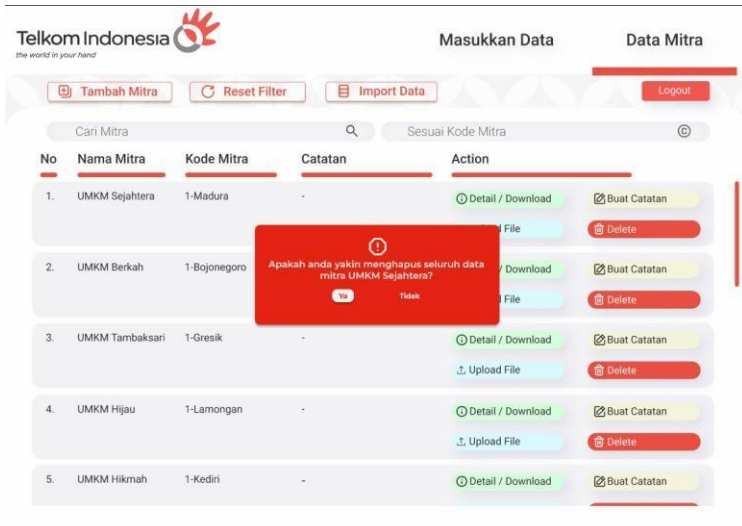 Telkom Indonesia
the world in your hand
Masukkan Data
Data Mitra
Tambah Mitra
Reset Filter
Import Data
Logout
Cari Mitra
Sesuai Kode Mitra
No Nama Mitra Kode Mitra Catatan Action
1. UMKM Sejahtera 1-Madura - Detail / Download Buat Catatan
File Delete
2. UMKM Berkah 1-Bojonegoro / Download Buat Catatan
File Delete
Apakah anda yakin menghapus seluruh data
mitra UMKM Sejahtera?
Ya Tidak
3. UMKM Tambaksari 1-Gresik - Detail / Download Buat Catatan
Upload File Delete
4. UMKM Hijau 1-Lamongan - Detail / Download Buat Catatan
Upload File Delete
5. UMKM Hikmah 1-Kediri - Detail / Download Buat Catatan